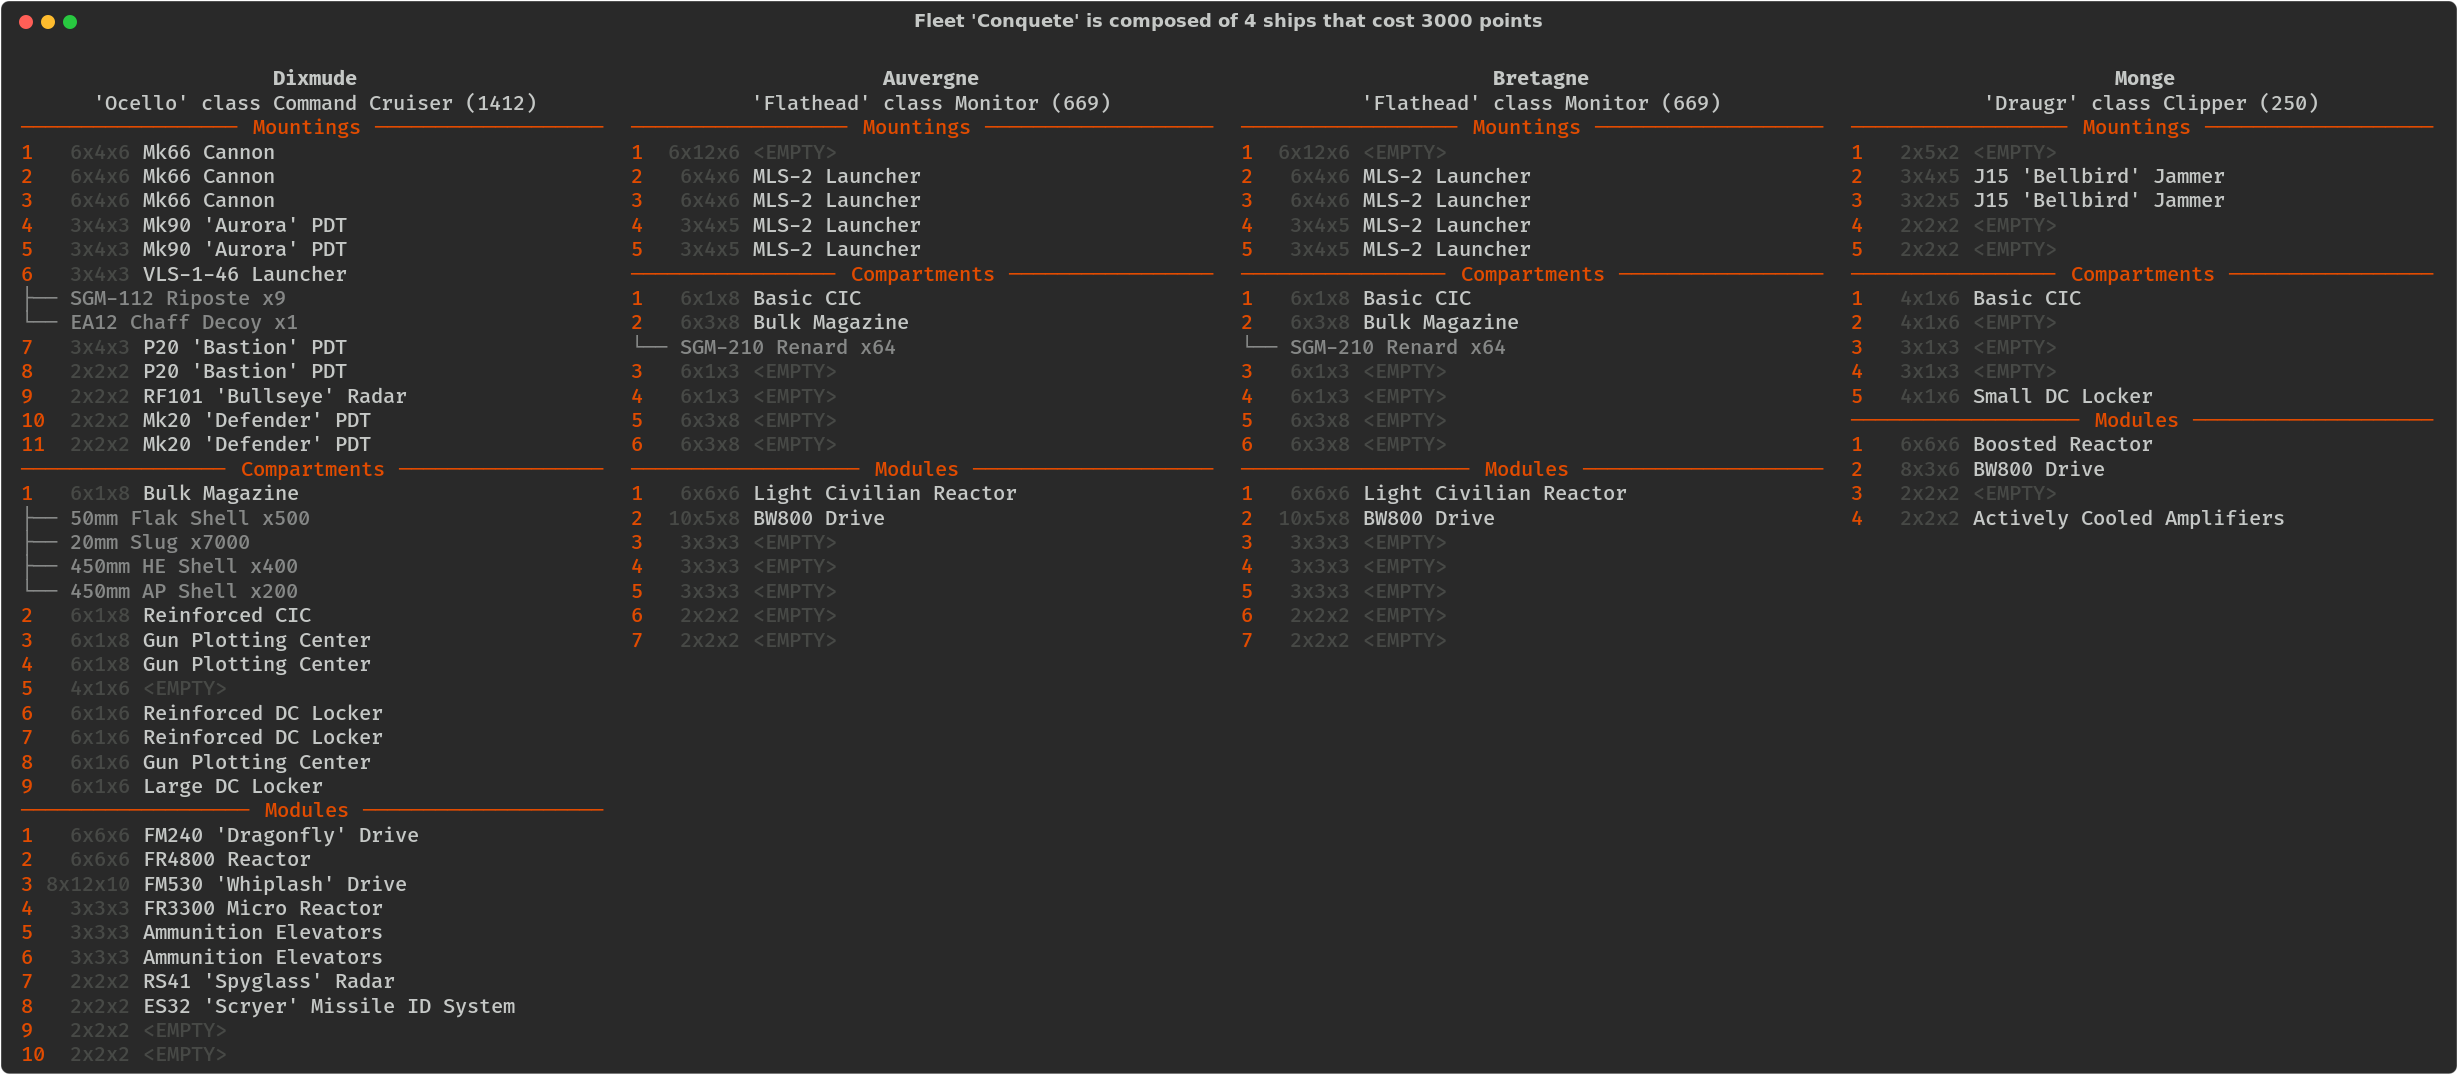 Fleet 'Conquete' is composed of 4 ships that cost 3000 points
Dixmude
'Ocello' class Command Cruiser (1412)
Mountings
1 6x4x6 Mk66 Cannon
2 6x4x6 Mk66 Cannon
3 6x4x6 Mk66 Cannon
4 3x4x3 Mk90 'Aurora' PDT
5 3x4x3 Mk90 'Aurora' PDT
6 3x4x3 VLS-1-46 Launcher
SGM-112 Riposte x9
EA12 Chaff Decoy x1
7 3x4x3 P20 'Bastion' PDT
8 2x2x2 P20 'Bastion' PDT
9 2x2x2 RF101 'Bullseye' Radar
10 2x2x2 Mk20 'Defender' PDT
11 2x2x2 Mk20 'Defender' PDT
Compartments
1 6x1x8 Bulk Magazine
50mm Flak Shell x500
20mm Slug x7000
450mm HE Shell x400
450mm AP Shell x200
2 6x1x8 Reinforced CIC
3 6x1x8 Gun Plotting Center
4 6x1x8 Gun Plotting Center
5 4x1x6 <EMPTY>
6 6x1x6 Reinforced DC Locker
7 6x1x6 Reinforced DC Locker
8 6x1x6 Gun Plotting Center
9 6x1x6 Large DC Locker
Modules
1 6x6x6 FM240 'Dragonfly' Drive
2 6x6x6 FR4800 Reactor
3 8x12x10 FM530 'Whiplash' Drive
4 3x3x3 FR3300 Micro Reactor
5 3x3x3 Ammunition Elevators
6 3x3x3 Ammunition Elevators
7 2x2x2 RS41 'Spyglass' Radar
8 2x2x2 ES32 'Scryer' Missile ID System
9 2x2x2 <EMPTY>
10 2x2x2 <EMPTY>
Auvergne
'Flathead' class Monitor (669)
Mountings
1 6x12x6 <EMPTY>
2 6x4x6 MLS-2 Launcher
3 6x4x6 MLS-2 Launcher
4 3x4x5 MLS-2 Launcher
5 3x4x5 MLS-2 Launcher
Compartments
1 6x1x8 Basic CIC
2 6x3x8 Bulk Magazine
SGM-210 Renard x64
3 6x1x3 <EMPTY>
4 6x1x3 <EMPTY>
5 6x3x8 <EMPTY>
6 6x3x8 <EMPTY>
Modules
1 6x6x6 Light Civilian Reactor
2 10x5x8 BW800 Drive
3 3x3x3 <EMPTY>
4 3x3x3 <EMPTY>
5 3x3x3 <EMPTY>
6 2x2x2 <EMPTY>
7 2x2x2 <EMPTY>
Bretagne
'Flathead' class Monitor (669)
Mountings
1 6x12x6 <EMPTY>
2 6x4x6 MLS-2 Launcher
3 6x4x6 MLS-2 Launcher
4 3x4x5 MLS-2 Launcher
5 3x4x5 MLS-2 Launcher
Compartments
1 6x1x8 Basic CIC
2 6x3x8 Bulk Magazine
SGM-210 Renard x64
3 6x1x3 <EMPTY>
4 6x1x3 <EMPTY>
5 6x3x8 <EMPTY>
6 6x3x8 <EMPTY>
Modules
1 6x6x6 Light Civilian Reactor
2 10x5x8 BW800 Drive
3 3x3x3 <EMPTY>
4 3x3x3 <EMPTY>
5 3x3x3 <EMPTY>
6 2x2x2 <EMPTY>
7 2x2x2 <EMPTY>
Monge
'Draugr' class Clipper (250)
Mountings
1 2x5x2 <EMPTY>
2 3x4x5 J15 'Bellbird' Jammer
3 3x2x5 J15 'Bellbird' Jammer
4 2x2x2 <EMPTY>
5 2x2x2 <EMPTY>
Compartments
1 4x1x6 Basic CIC
2 4x1x6 <EMPTY>
3 3x1x3 <EMPTY>
4 3x1x3 <EMPTY>
5 4x1x6 Small DC Locker
Modules
1 6x6x6 Boosted Reactor
2 8x3x6 BW800 Drive
3 2x2x2 <EMPTY>
4 2x2x2 Actively Cooled Amplifiers